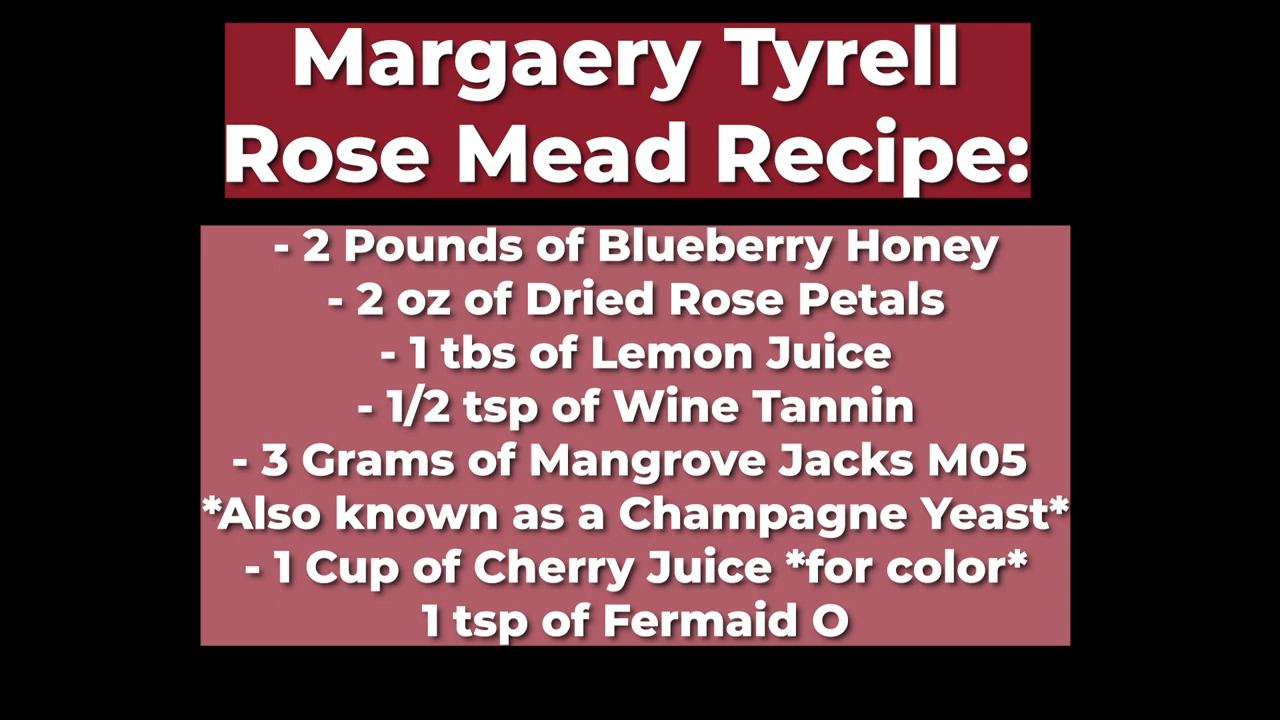 Margaery Tyrell
Rose Mead Recipe:
- 2 Pounds of Blueberry Honey
- 2 oz of Dried Rose Petals
- 1 tbs of Lemon Juice
- 1/2 tsp of Wine Tannin
- 3 Grams of Mangrove Jacks M05
*Also known as a Champagne Yeast*
- 1 Cup of Cherry Juice *for color*
1 tsp of Fermaid O